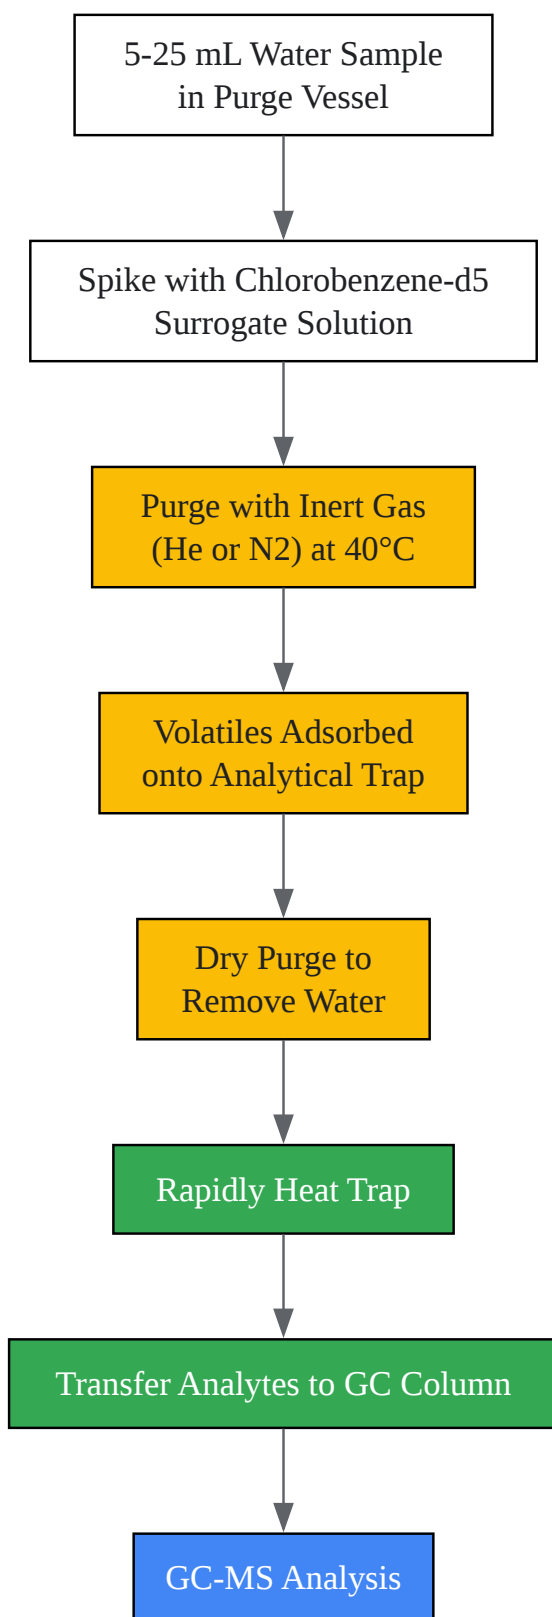 5-25 mL Water Sample
in Purge Vessel
Spike with Chlorobenzene-d5
Surrogate Solution
Purge with Inert Gas
(He or N2) at 40°C
Volatiles Adsorbed
onto Analytical Trap
Dry Purge to
Remove Water
Rapidly Heat Trap
Transfer Analytes to GC Column
GC-MS Analysis